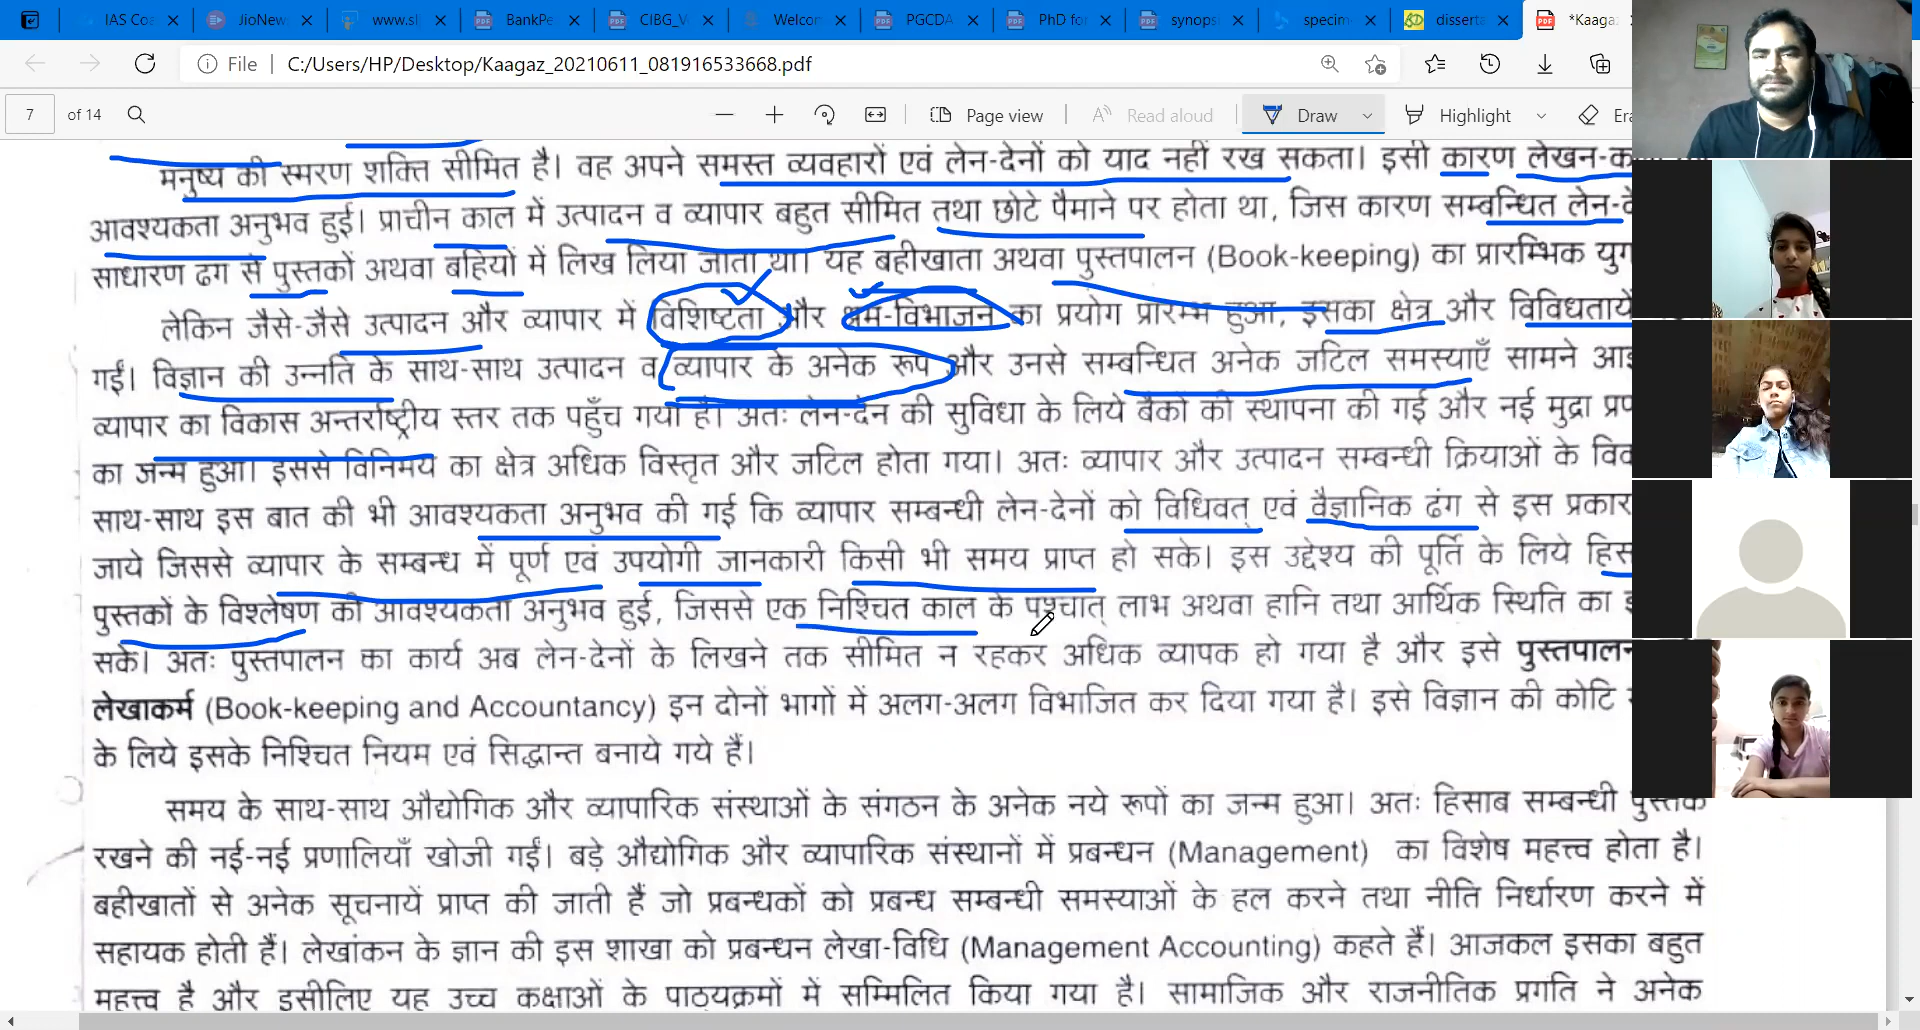 IAS Coa
JioNew
www.sl
BankPe
CIBG_V
Welcon
PGCDA
PhD for
synops
specim
disserta
*Kaaga
File C:/Users/HP/Desktop/Kaagaz_20210611_081916533668.pdf
7 of 14 Page view Read aloud Draw Highlight Era
मनुष्य की स्मरण शक्ति सीमित है। वह अपने समस्त व्यवहारों एवं लेन-देनों को याद नहीं रख सकता। इसी कारण लेखन-क
आवश्यकता अनुभव हुई। प्राचीन काल में उत्पादन व व्यापार बहुत सीमित तथा छोटे पैमाने पर होता था, जिस कारण सम्बन्धित लेन-दे
साधारण ढग से पुस्तकों अथवा बहियों में लिख लिया जाता था। यह बहीखाता अथवा पुस्तपालन (Book-keeping) का प्रारम्भिक युग
लेकिन जैसे-जैसे उत्पादन और व्यापार में विशिष्टता और श्रम-विभाजन का प्रयोग प्रारम्भ हुआ, इसका क्षेत्र और विविधतायें
गईं। विज्ञान की उन्नति के साथ-साथ उत्पादन व व्यापार के अनेक रूप और उनसे सम्बन्धित अनेक जटिल समस्याएँ सामने आई
व्यापार का विकास अन्तर्राष्ट्रीय स्तर तक पहुँच गया है। अतः लेन-देन की सुविधा के लिये बैंकों की स्थापना की गई और नई मुद्रा प्रण
का जन्म हुआ। इससे विनिमय का क्षेत्र अधिक विस्तृत और जटिल होता गया। अतः व्यापार और उत्पादन सम्बन्धी क्रियाओं के विक
साथ-साथ इस बात की भी आवश्यकता अनुभव की गई कि व्यापार सम्बन्धी लेन-देनों को विधिवत् एवं वैज्ञानिक ढंग से इस प्रकार
जाये जिससे व्यापार के सम्बन्ध में पूर्ण एवं उपयोगी जानकारी किसी भी समय प्राप्त हो सके। इस उद्देश्य की पूर्ति के लिये हिस
पुस्तकों के विश्लेषण की आवश्यकता अनुभव हुई, जिससे एक निश्चित काल के पश्चात् लाभ अथवा हानि तथा आर्थिक स्थिति का
सके। अतः पुस्तपालन का कार्य अब लेन-देनों के लिखने तक सीमित न रहकर अधिक व्यापक हो गया है और इसे पुस्तपालन
लेखाकर्म (Book-keeping and Accountancy) इन दोनों भागों में अलग-अलग विभाजित कर दिया गया है। इसे विज्ञान की कोटि
के लिये इसके निश्चित नियम एवं सिद्धान्त बनाये गये हैं।
समय के साथ-साथ औद्योगिक और व्यापारिक संस्थाओं के संगठन के अनेक नये रूपों का जन्म हुआ। अतः हिसाब सम्बन्धी पुस्तकें
रखने की नई-नई प्रणालियाँ खोजी गईं। बड़े औद्योगिक और व्यापारिक संस्थानों में प्रबन्धन (Management) का विशेष महत्त्व होता है।
बहीखातों से अनेक सूचनायें प्राप्त की जाती हैं जो प्रबन्धकों को प्रबन्ध सम्बन्धी समस्याओं के हल करने तथा नीति निर्धारण करने में
सहायक होती हैं। लेखांकन के ज्ञान की इस शाखा को प्रबन्धन लेखा-विधि (Management Accounting) कहते हैं। आजकल इसका बहुत
महत्त्व है और इसीलिए यह उच्च कक्षाओं के पाठ्यक्रमों में सम्मिलित किया गया है। सामाजिक और राजनीतिक प्रगति ने अनेक